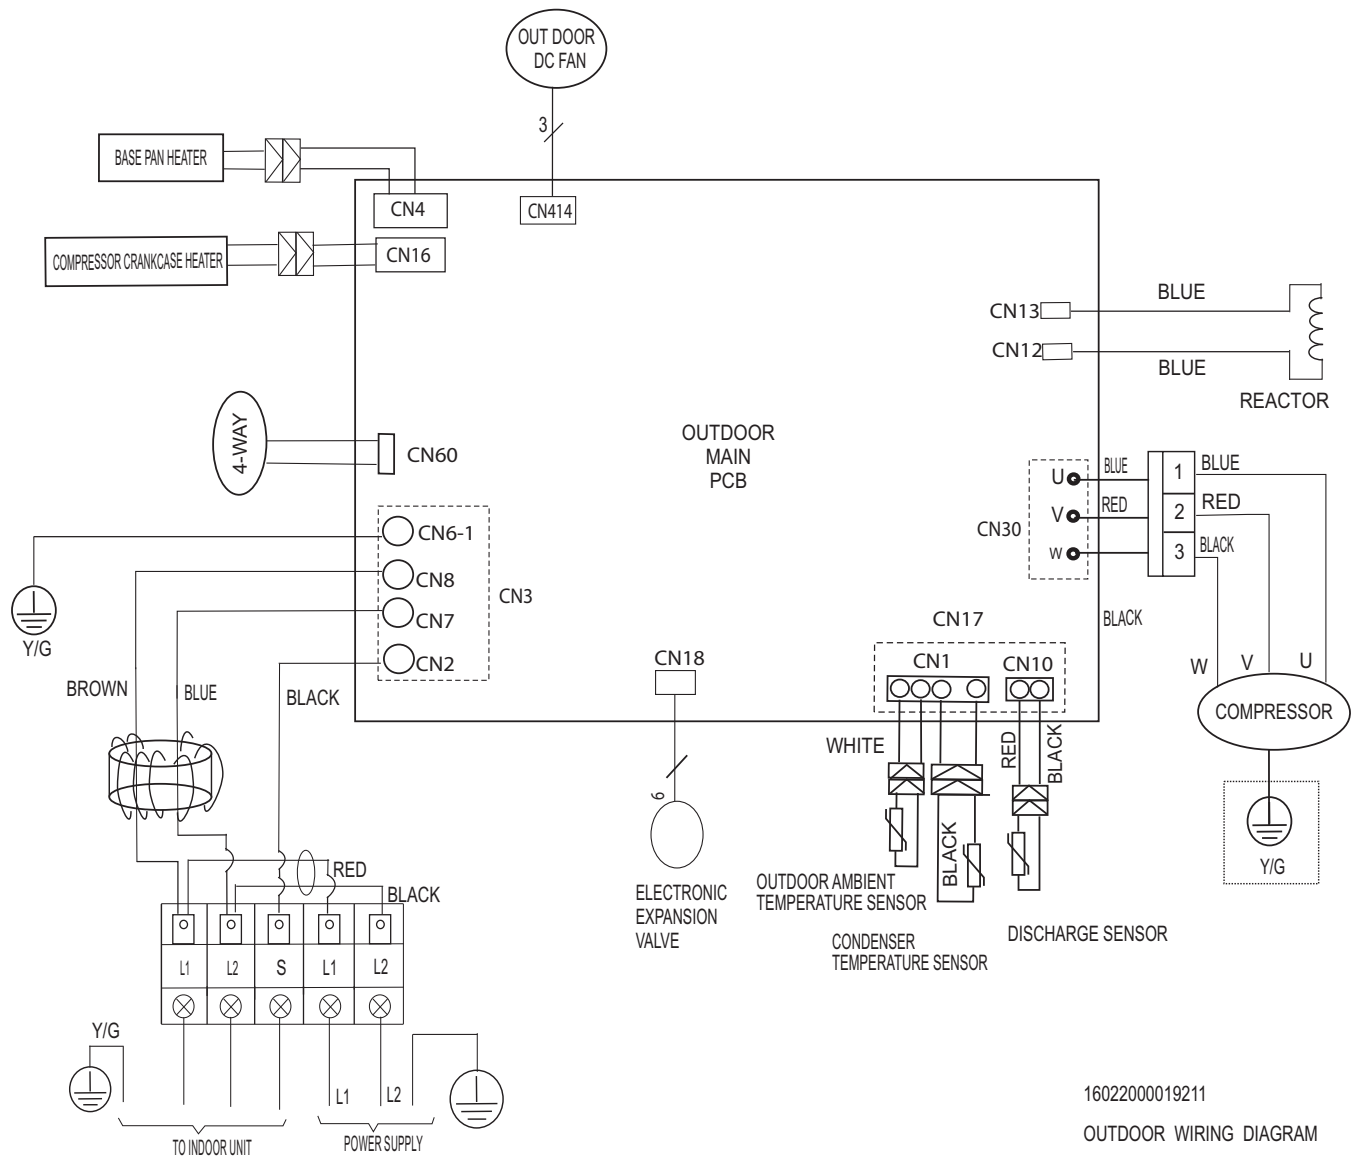 OUT DOOR
DC FAN
3
BASE PAN HEATER
CN4
CN414
COMPRESSOR CRANKCASE HEATER
CN16
BLUE
CN13
CN12
BLUE
REACTOR
4-WAY
CN60
OUTDOOR
MAIN
PCB
U
BLUE
1
BLUE
V
RED
2
RED
CN30
W
3
BLACK
BLACK
CN6-1
CN8
CN3
CN7
CN2
Y/G
BROWN
BLUE
BLACK
CN18
6
ELECTRONIC
EXPANSION
VALVE
CN17
CN1
CN10
WHITE
RED
BLACK
BLACK
OUTDOOR AMBIENT
TEMPERATURE SENSOR
CONDENSER
TEMPERATURE SENSOR
DISCHARGE SENSOR
W
V
U
COMPRESSOR
Y/G
RED
BLACK
L1
L2
S
L1
L2
Y/G
L1
L2
TO INDOOR UNIT
POWER SUPPLY
16022000019211
OUTDOOR WIRING DIAGRAM